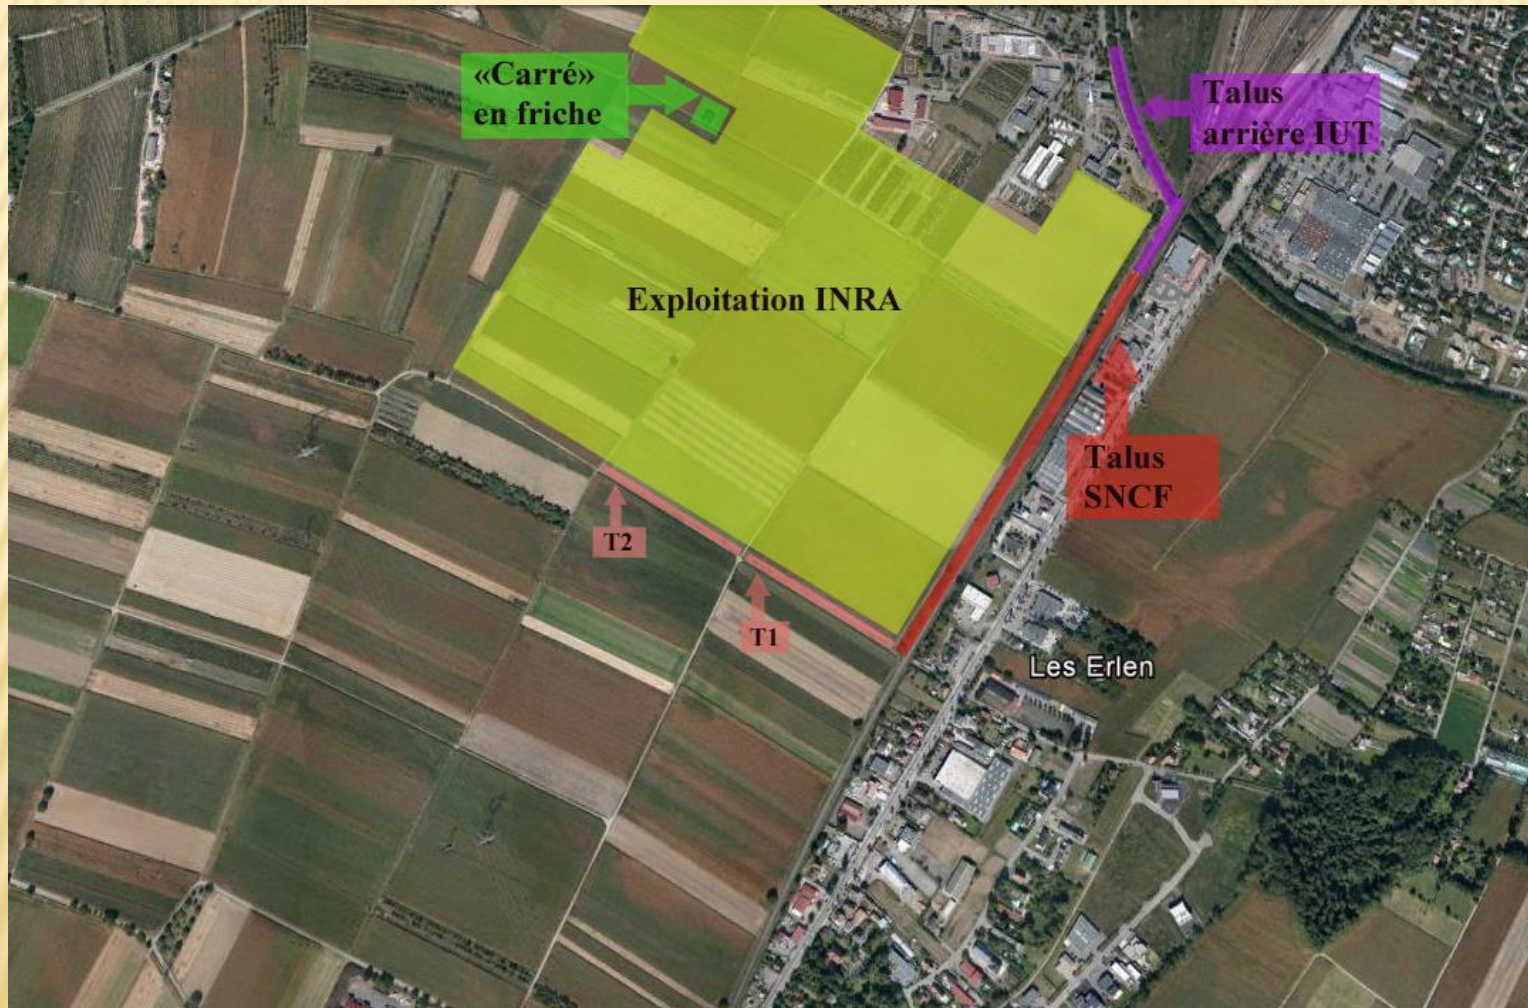 «Carré»
en friche
Talus
arrière IUT
Exploitation INRA
Talus
SNCF
T2
T1
Les Erlen